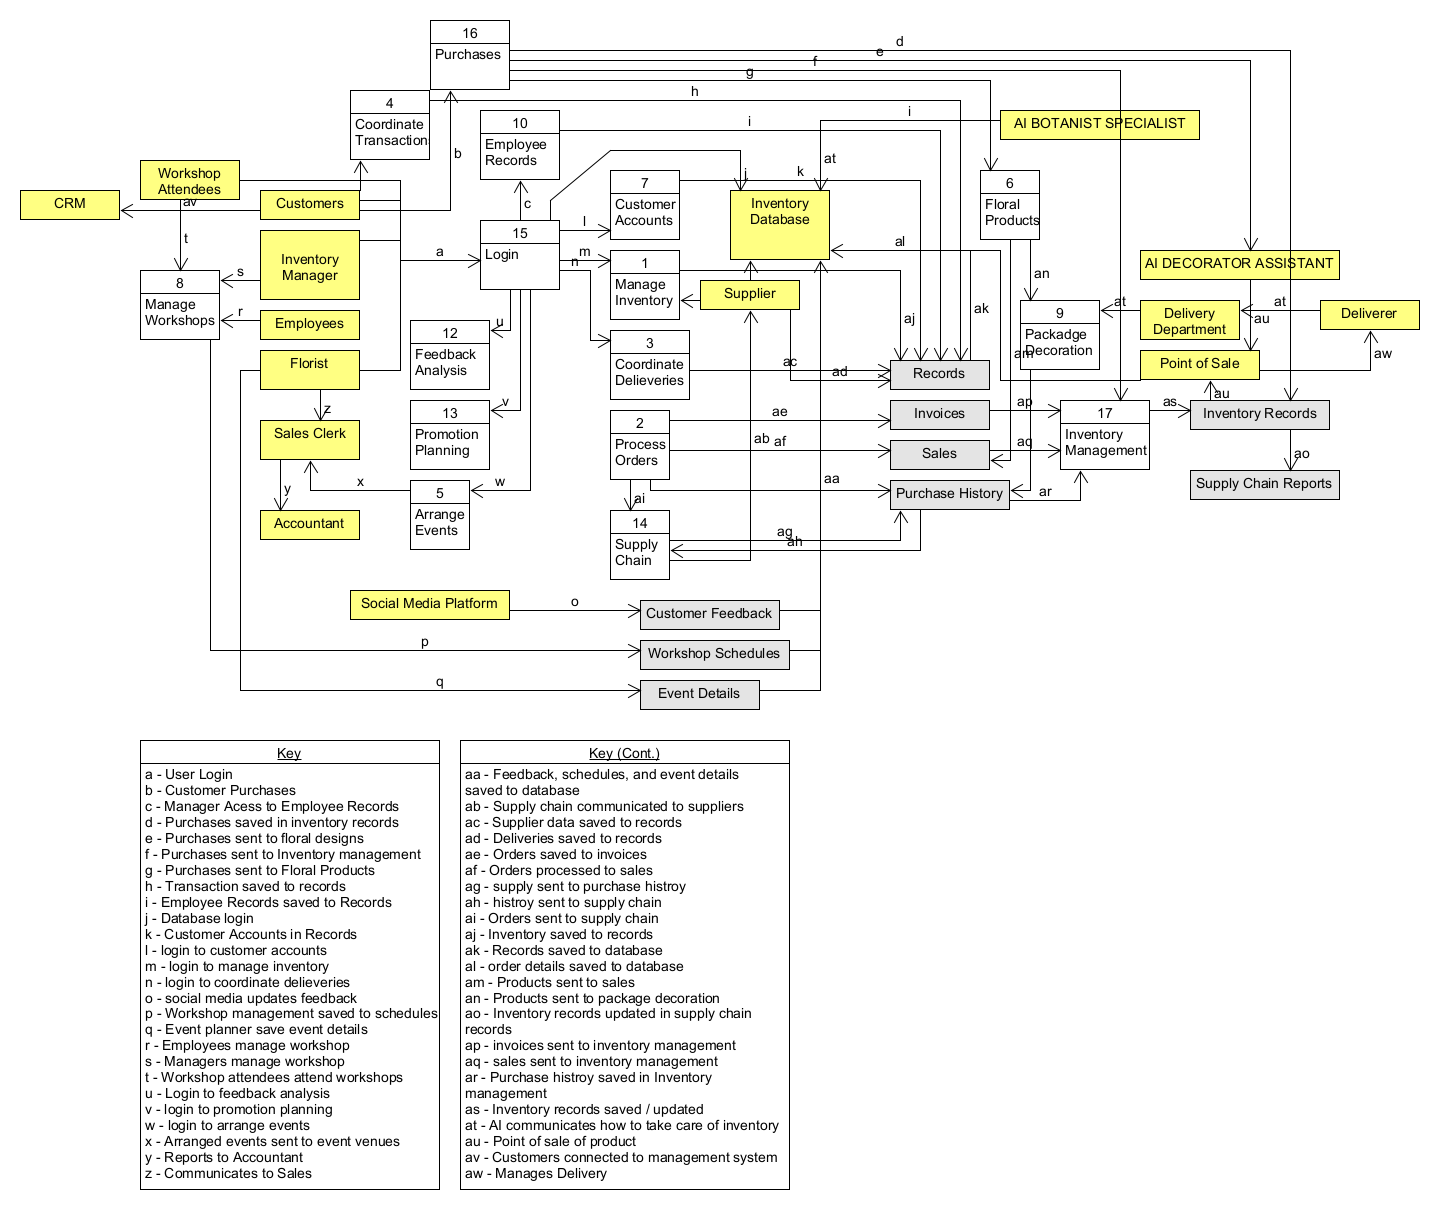 16
Purchases
d
e
f
g
4
Coordinate
Transactions
h
10
Employee
Records
i
i
AI BOTANIST SPECIALIST
b
at
k
j
Workshop
Attendees
CRM
av
Customers
c
7
Customer
Accounts
Inventory
Database
6
Floral
Products
l
15
Login
t
a
m
n
al
Inventory
Manager
s
1
Manage
Inventory
AI DECORATOR ASSISTANT
8
Manage
Workshops
an
Supplier
r
Employees
u
12
Feedback
Analysis
aj
ak
at
9
Packadge
Decoration
Delivery
Department
at
au
Deliverer
3
Coordinate
Delieveries
am
aw
Florist
ac
ad
Records
Point of Sale
au
z
v
13
Promotion
Planning
2
Process
Orders
ae
Invoices
ap
17
Inventory
Management
as
Inventory Records
Sales Clerk
ab
af
Sales
aq
ao
y
x
w
5
Arrange
Events
aa
Purchase History
ar
Supply Chain Reports
ai
Accountant
14
Supply
Chain
ag
ah
Social Media Platform
o
Customer Feedback
p
Workshop Schedules
q
Event Details
Key
a - User Login
b - Customer Purchases
c - Manager Acess to Employee Records
d - Purchases saved in inventory records
e - Purchases sent to floral designs
f - Purchases sent to Inventory management
g - Purchases sent to Floral Products
h - Transaction saved to records
i - Employee Records saved to Records
j - Database login
k - Customer Accounts in Records
l - login to customer accounts
m - login to manage inventory
n - login to coordinate delieveries
o - social media updates feedback
p - Workshop management saved to schedules
q - Event planner save event details
r - Employees manage workshop
s - Managers manage workshop
t - Workshop attendees attend workshops
u - Login to feedback analysis
v - login to promotion planning
w - login to arrange events
x - Arranged events sent to event venues
y - Reports to Accountant
z - Communicates to Sales
Key (Cont.)
aa - Feedback, schedules, and event details
saved to database
ab - Supply chain communicated to suppliers
ac - Supplier data saved to records
ad - Deliveries saved to records
ae - Orders saved to invoices
af - Orders processed to sales
ag - supply sent to purchase histroy
ah - histroy sent to supply chain
ai - Orders sent to supply chain
aj - Inventory saved to records
ak - Records saved to database
al - order details saved to database
am - Products sent to sales
an - Products sent to package decoration
ao - Inventory records updated in supply chain
records
ap - invoices sent to inventory management
aq - sales sent to inventory management
ar - Purchase histroy saved in Inventory
management
as - Inventory records saved / updated
at - AI communicates how to take care of inventory
au - Point of sale of product
av - Customers connected to management system
aw - Manages Delivery